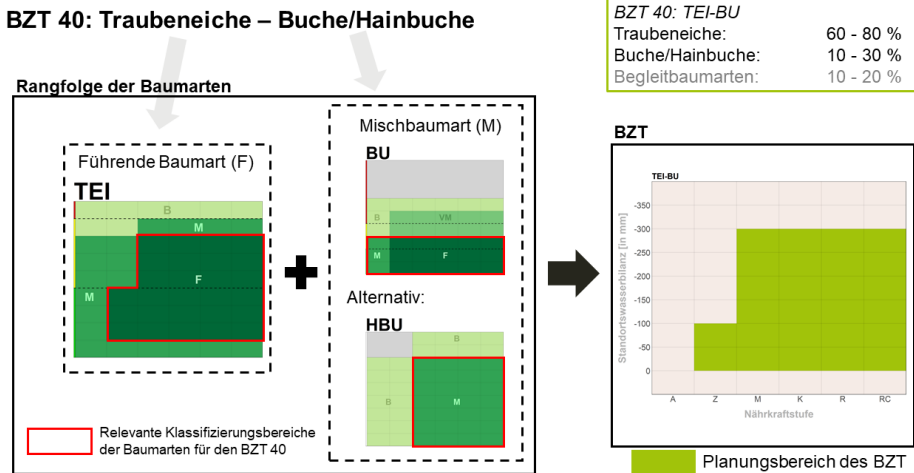 BZT 40: Traubeneiche – Buche/Hainbuche
BZT 40: TEI-BU
Traubeneiche: 60 - 80 %
Buche/Hainbuche: 10 - 30 %
Begleitbaumarten: 10 - 20 %
Rangfolge der Baumarten
Führende Baumart (F)
TEI
B
M
F
M
Mischbaumart (M)
BU
B
VM
M
F
Alternativ:
HBU
B
B
M
Relevante Klassifizierungsbereiche
der Baumarten für den BZT 40
BZT
TEI-BU
Standortswasserbilanz [in mm]
-350
-300
-250
-200
-150
-100
-50
0
A Z M K R RC
Nährkraftstufe
Planungsbereich des BZT